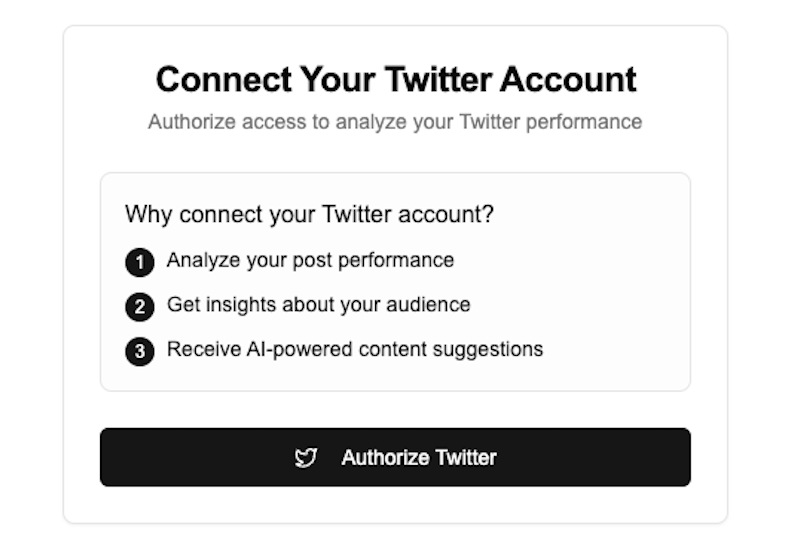 Connect Your Twitter Account
Authorize access to analyze your Twitter performance
Why connect your Twitter account?
1 Analyze your post performance
2 Get insights about your audience
3 Receive AI-powered content suggestions
Authorize Twitter